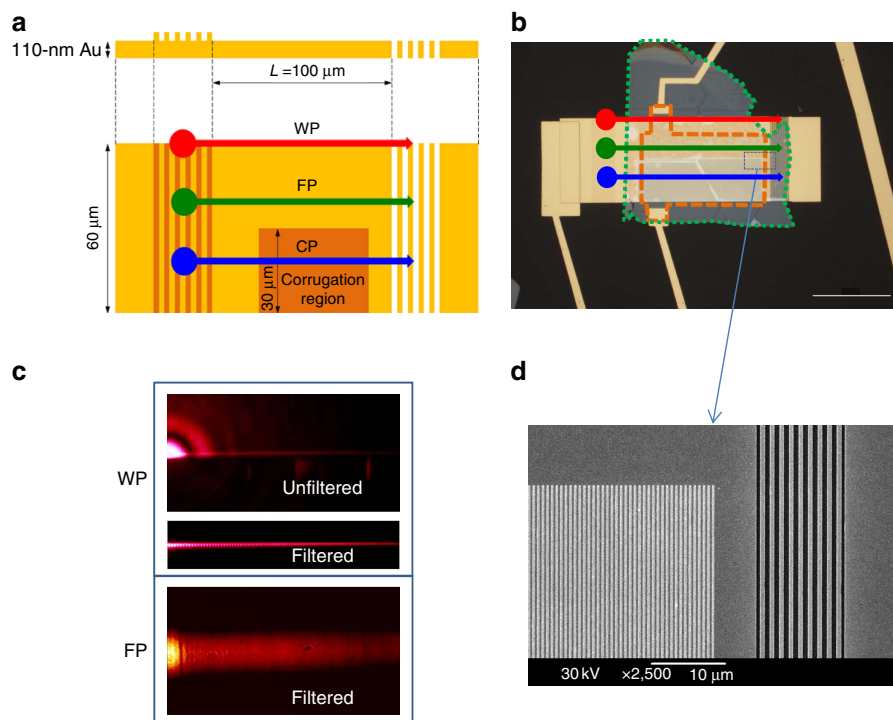 a
110-nm Au
L =100 μm
WP
FP
CP
Corrugation
region
60 μm
30 μm
b
c
WP
Unfiltered
Filtered
FP
Filtered
d
30 kV ×2,500 10 μm